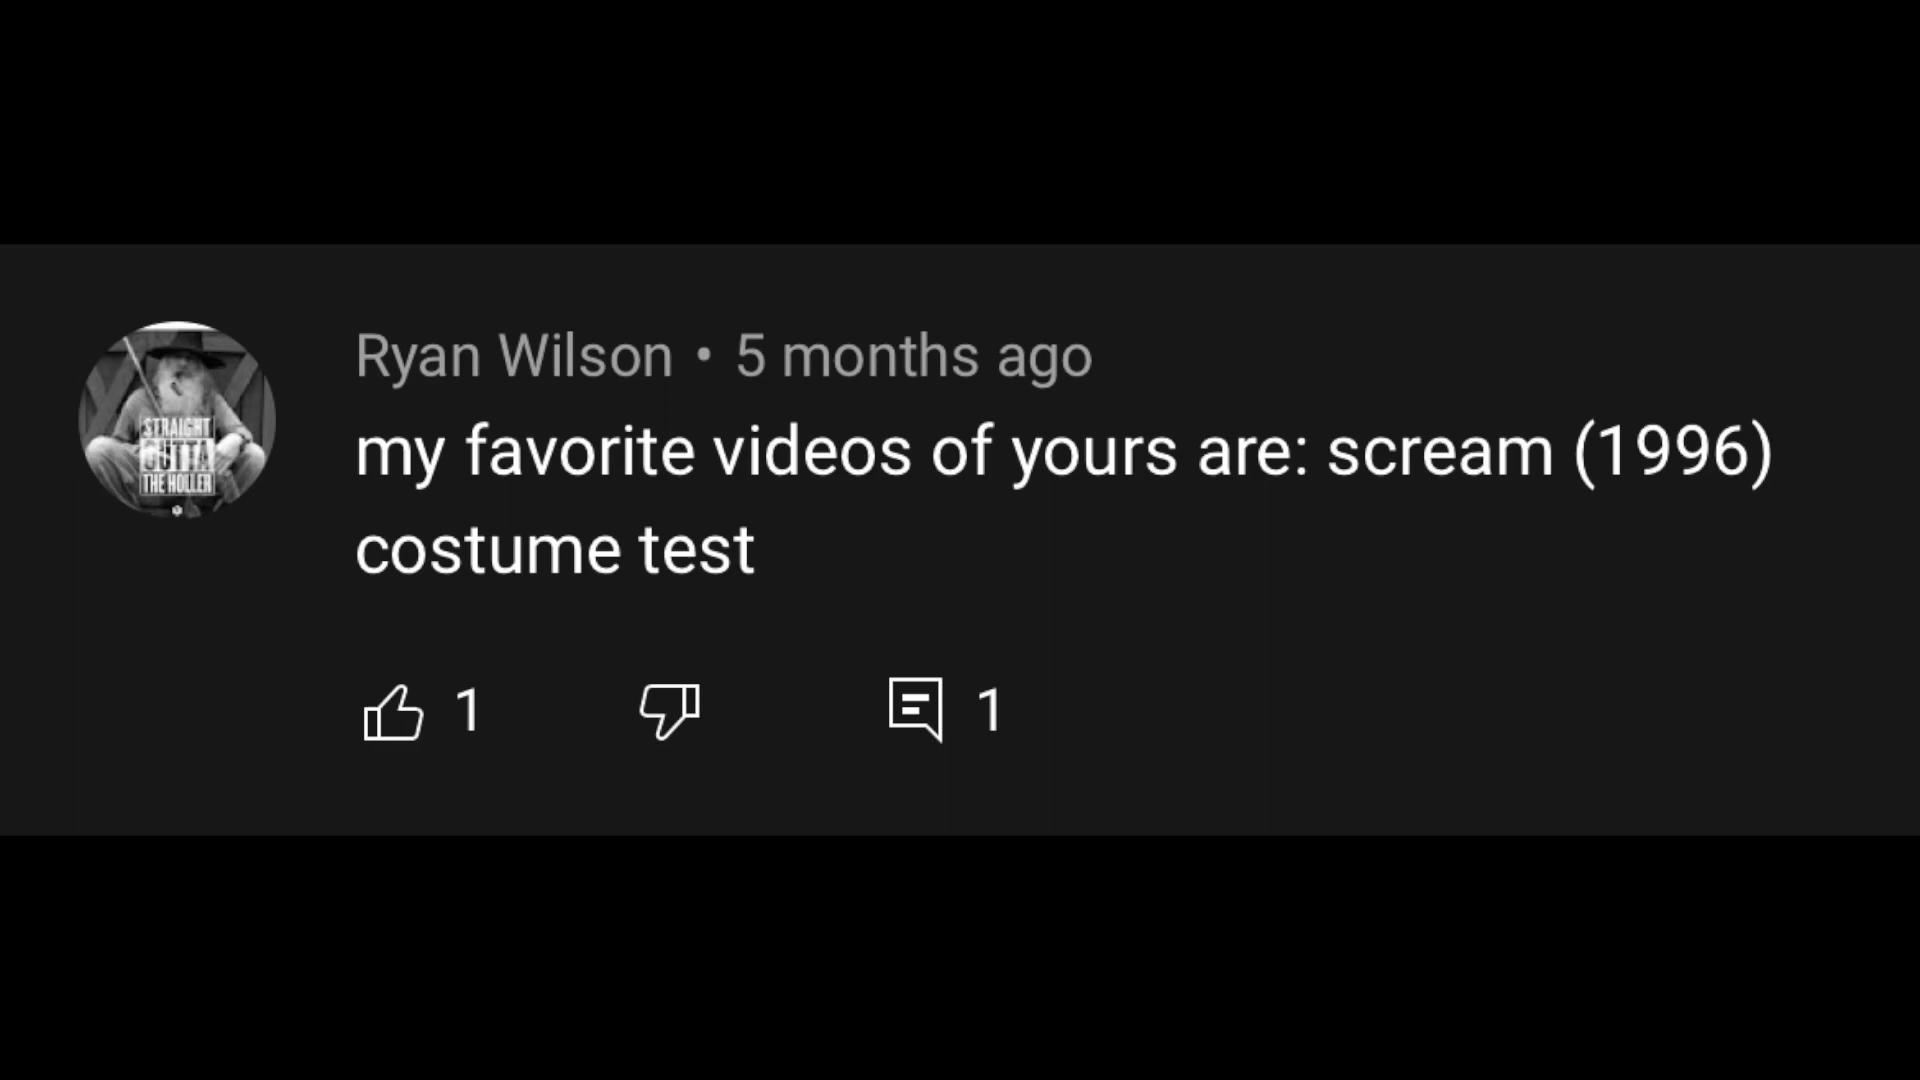 Ryan Wilson • 5 months ago
my favorite videos of yours are: scream (1996)
costume test
STRAIGHT
OUTTA
THE HOLLER
1 1